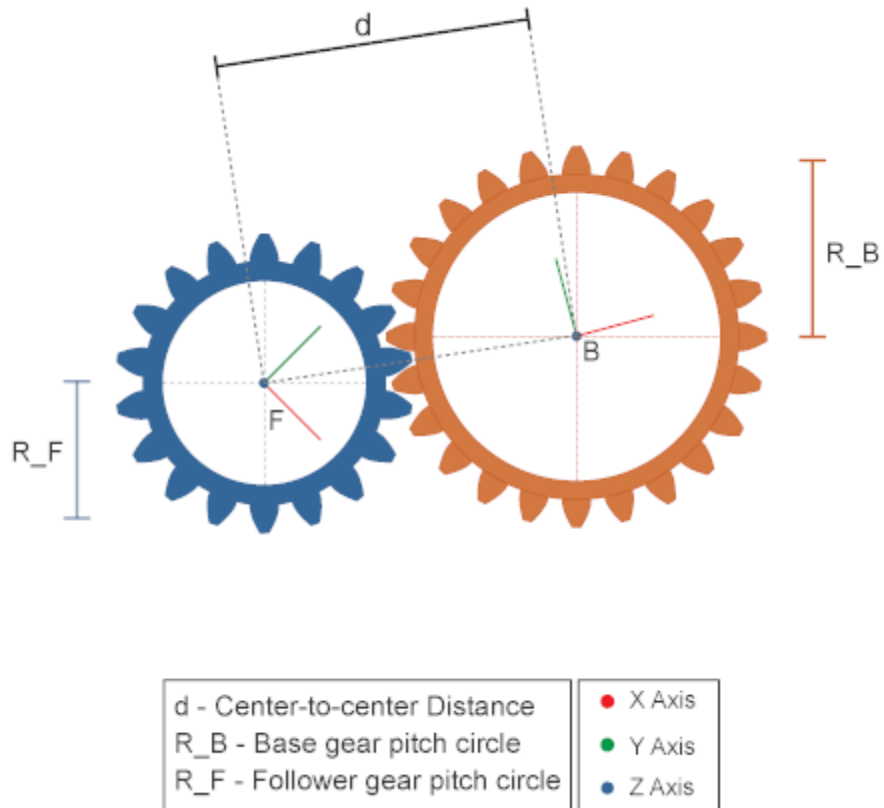 d
R_B
B
F
R_F
d - Center-to-center Distance
R_B - Base gear pitch circle
R_F - Follower gear pitch circle
X Axis
Y Axis
Z Axis